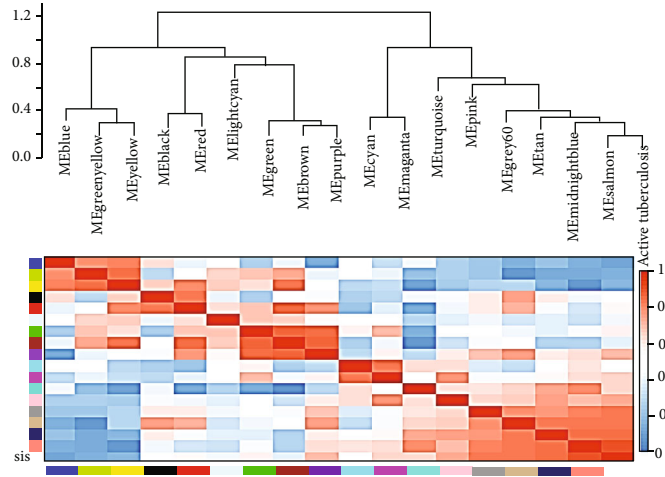 1.2
0.8
0.4
0.0
MEblue
MEgreenyellow
MEyellow
MEblack
MEred
MElightcyan
MEgreen
MEbrown
MEpurple
MEcyan
MEmaganta
MEturquoise
MEpink
MEgrey60
MEtan
MEmidnightblue
MEsalmon
Active tuberculosis
1
0
0
0
0
sis